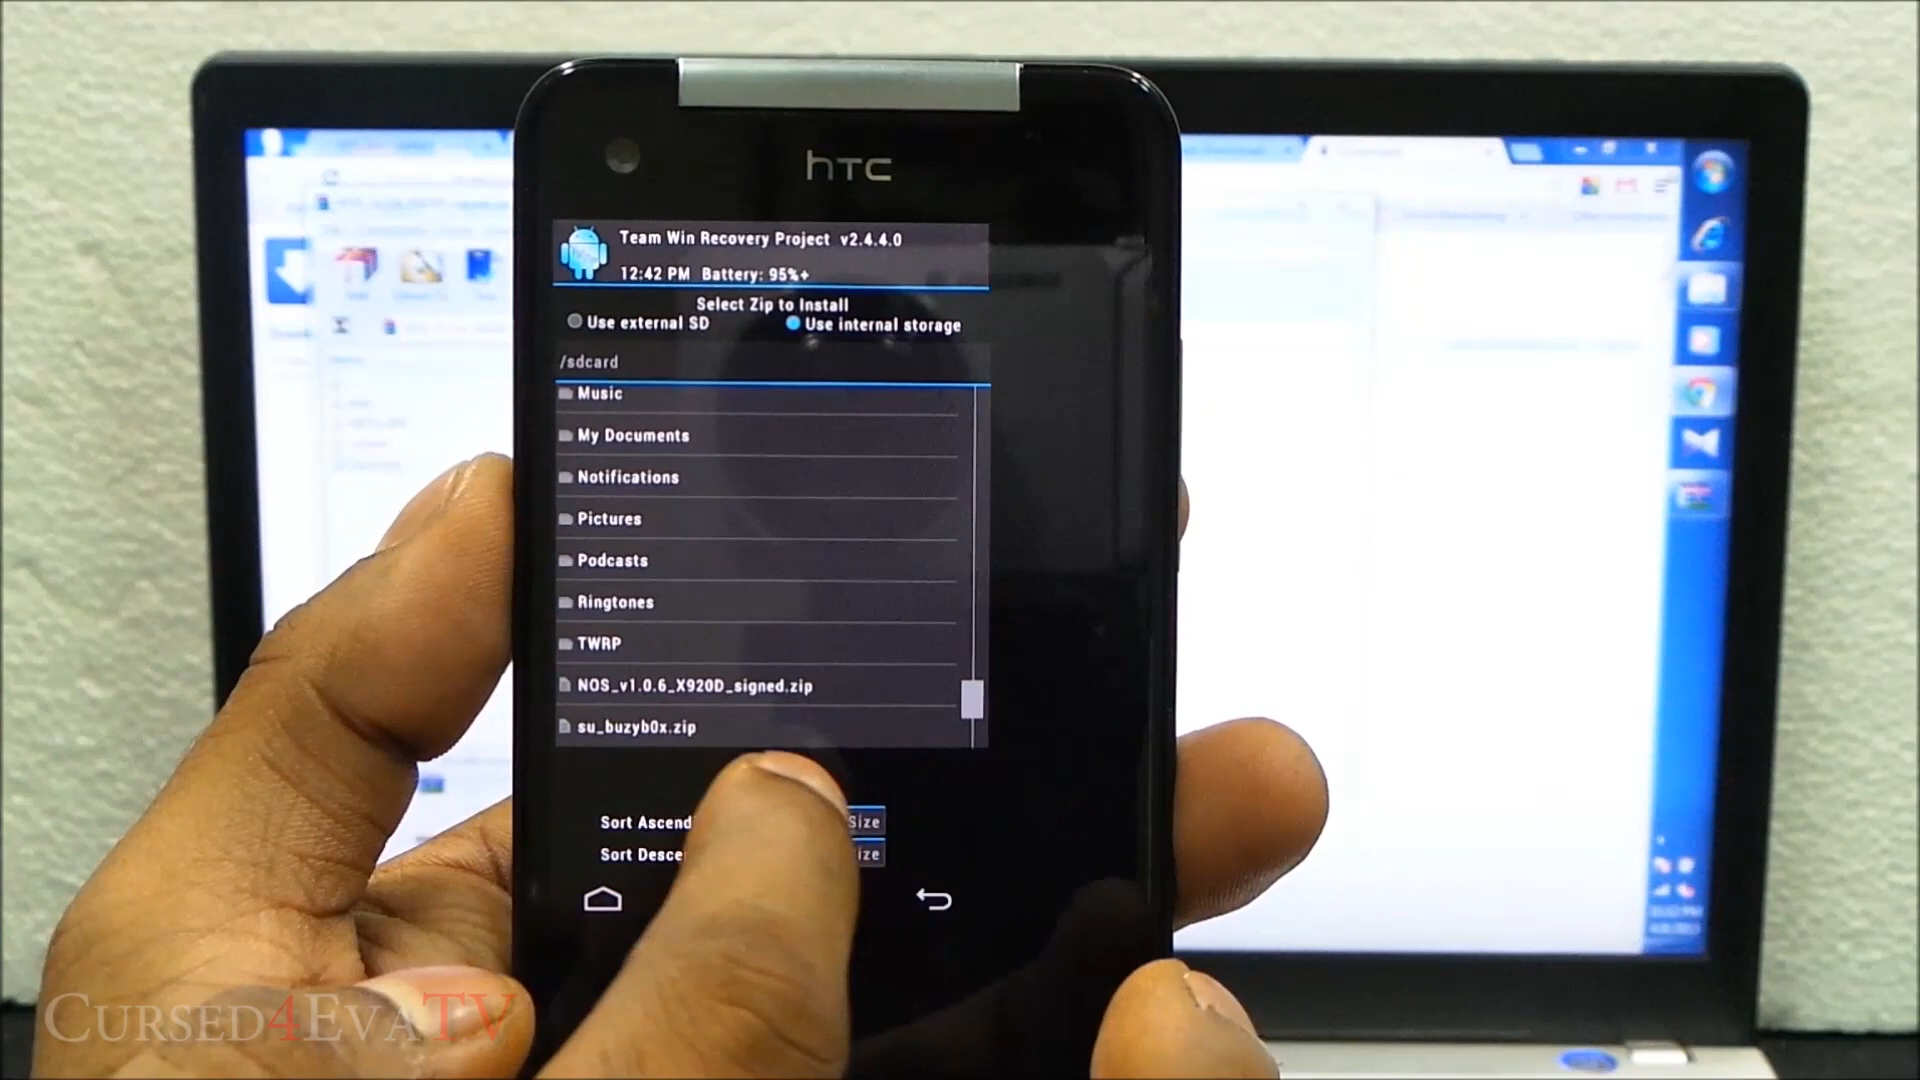 hTC
Team Win Recovery Project v2.4.4.0
12:42 PM Battery: 95%+
Select Zip to Install
Use external SD
Use internal storage
/sdcard
Music
My Documents
Notifications
Pictures
Podcasts
Ringtones
TWRP
NOS_v1.0.6_X920D_signed.zip
su_buzyb0x.zip
Sort Ascendi
Size
Sort Desce
ize
CURSED4EVATV